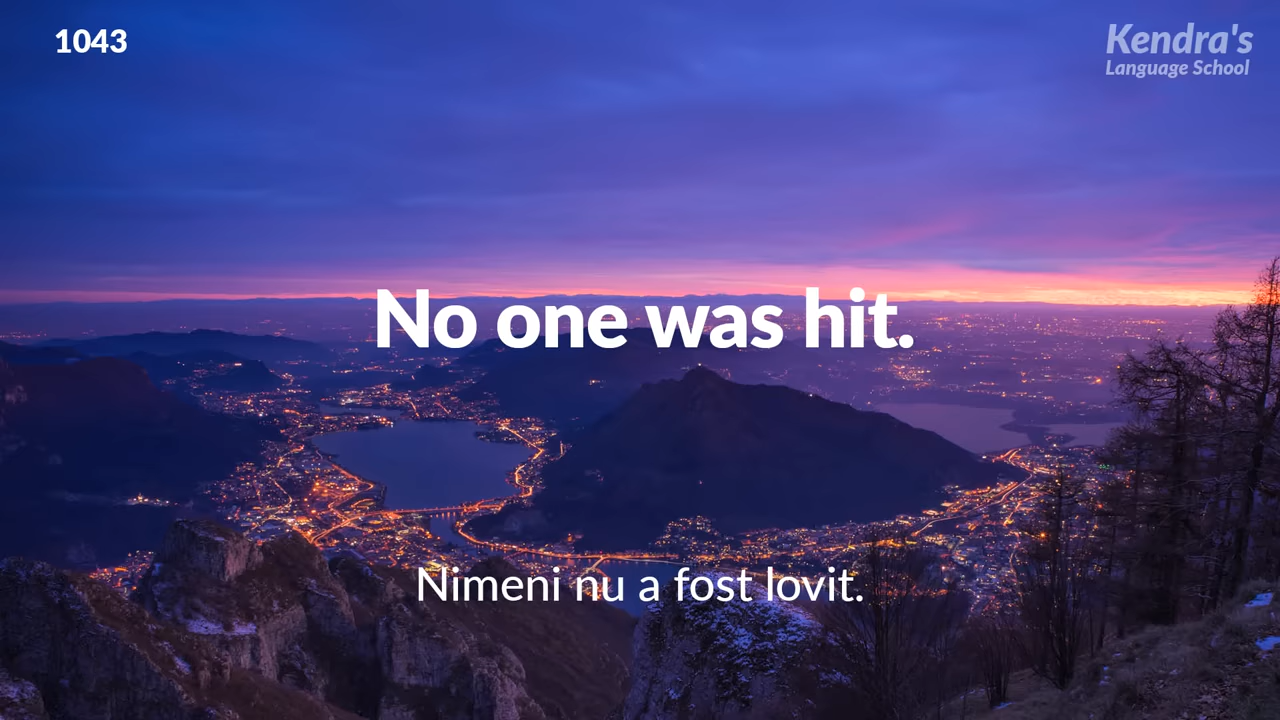 1043
Kendra's
Language School
No one was hit.
Nimeni nu a fost lovit.